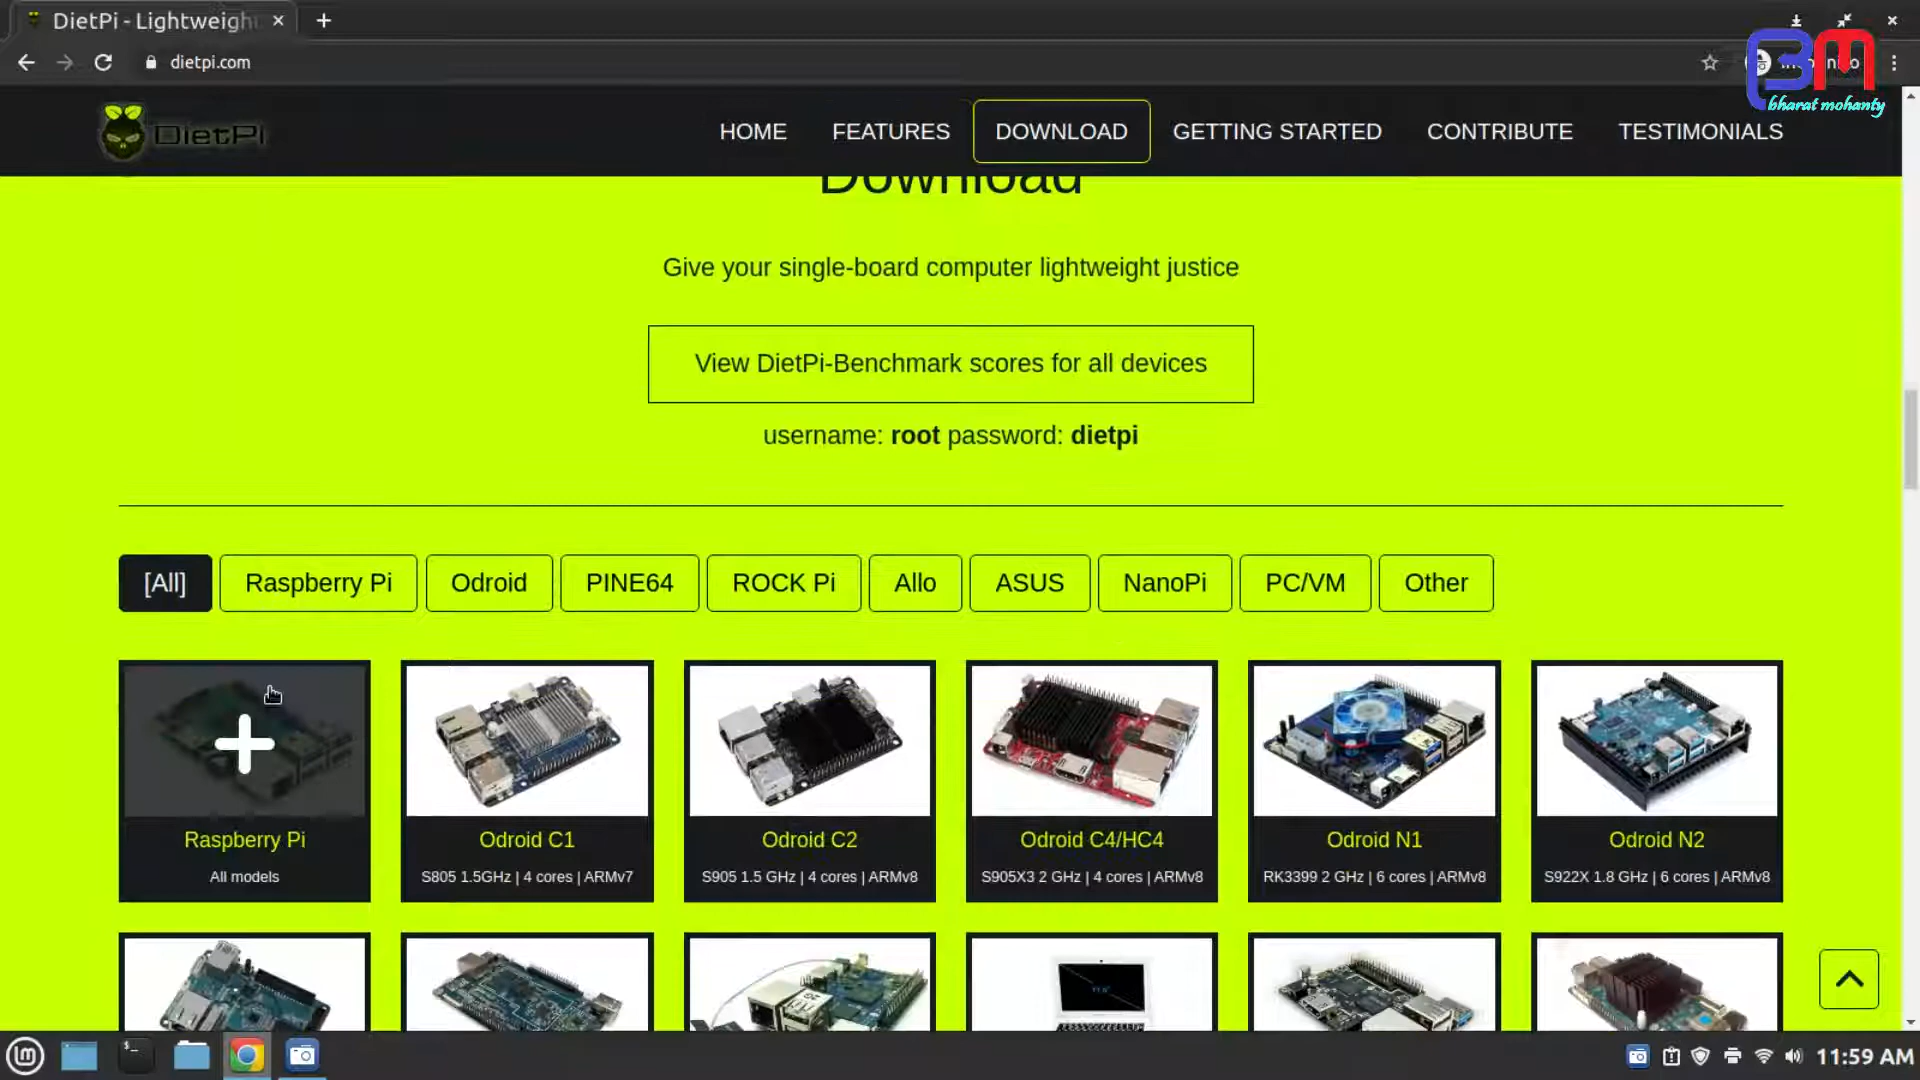 DietPi - Lightweigh
dietpi.com
BM
bharat mohanty
DietPi
HOME
FEATURES
DOWNLOAD
GETTING STARTED
CONTRIBUTE
TESTIMONIALS
Download
Give your single-board computer lightweight justice
View DietPi-Benchmark scores for all devices
username: root password: dietpi
[All]
Raspberry Pi
Odroid
PINE64
ROCK Pi
Allo
ASUS
NanoPi
PC/VM
Other
Raspberry Pi
All models
Odroid C1
S805 1.5GHz | 4 cores | ARMv7
Odroid C2
S905 1.5 GHz | 4 cores | ARMv8
Odroid C4/HC4
S905X3 2 GHz | 4 cores | ARMv8
Odroid N1
RK3399 2 GHz | 6 cores | ARMv8
Odroid N2
S922X 1.8 GHz | 6 cores | ARMv8
11:59 AM